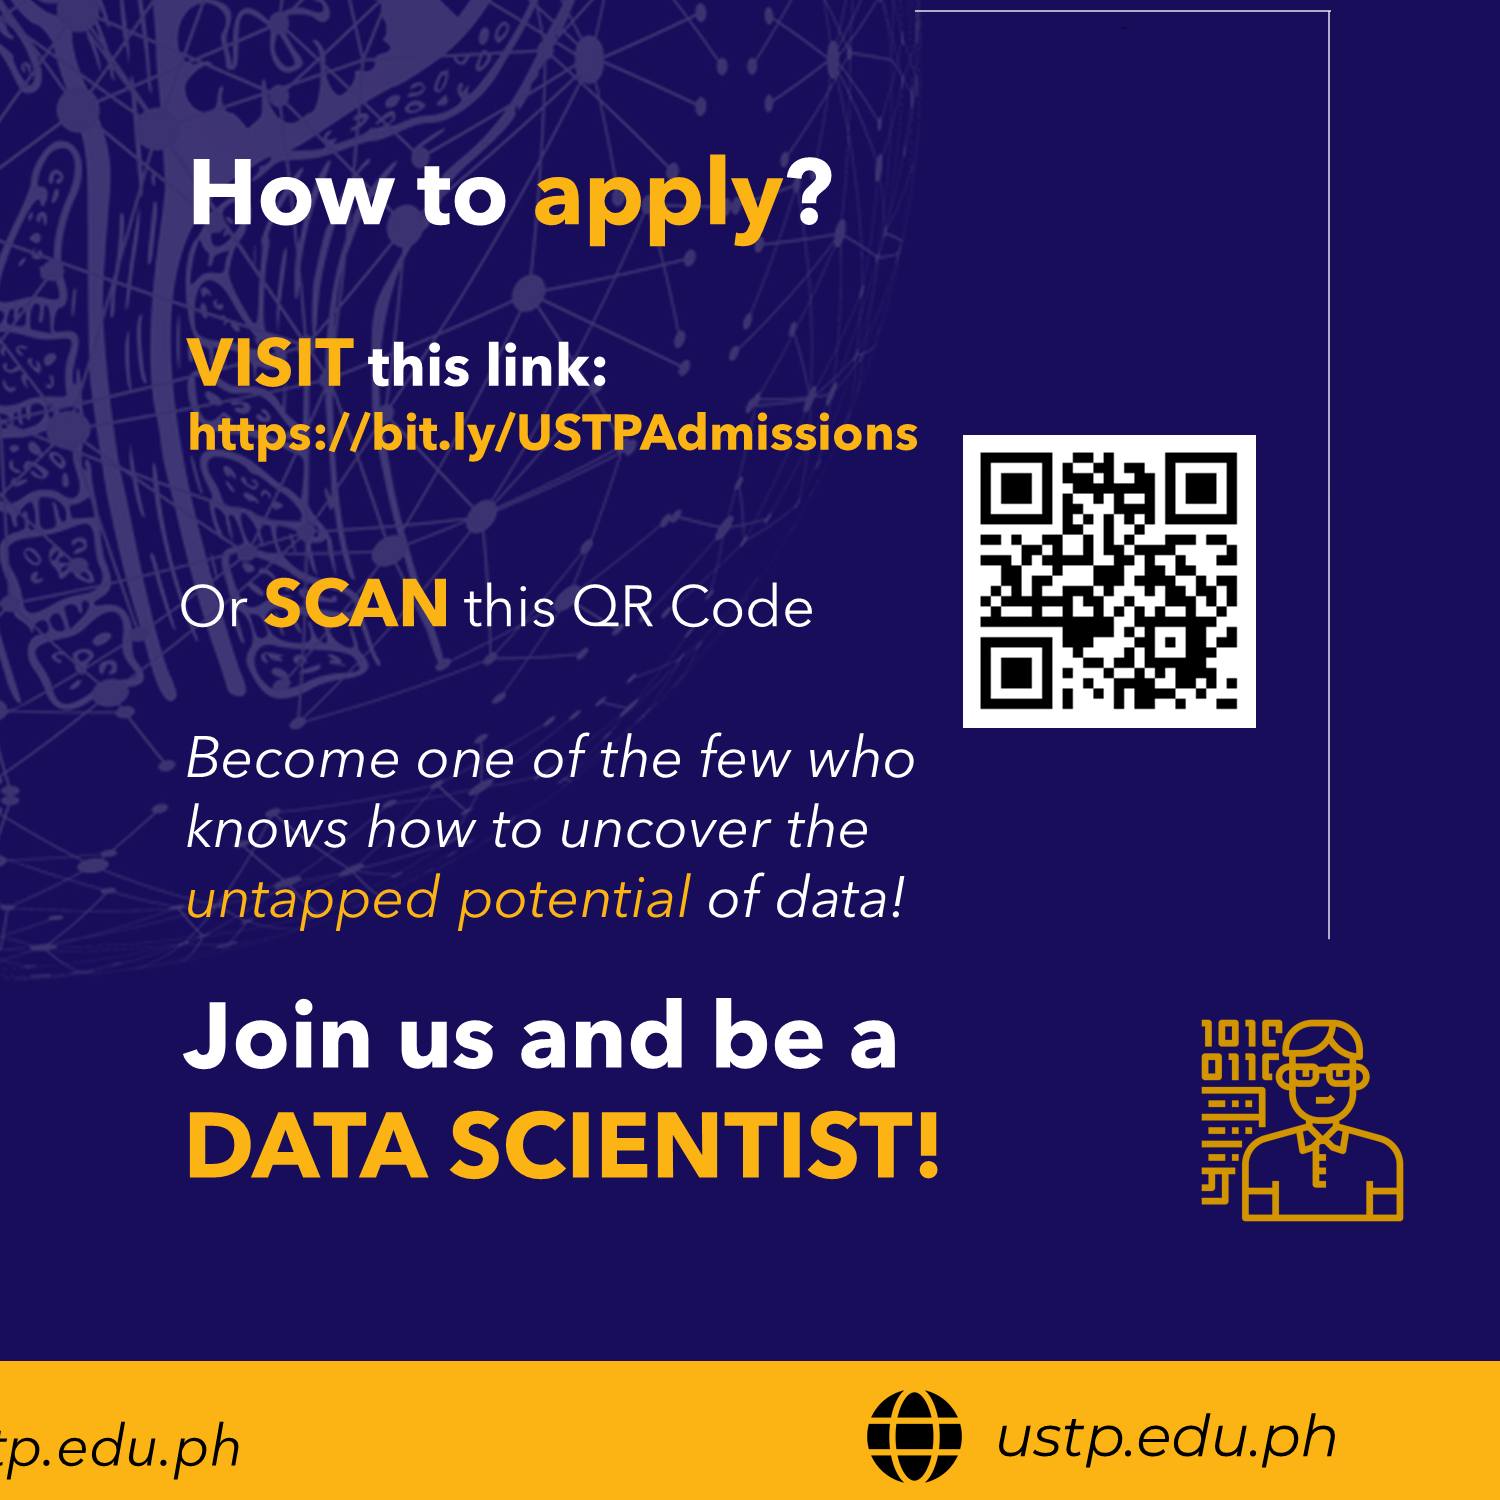 How to apply?
VISIT this link:
https://bit.ly/USTPAdmissions
Or SCAN this QR Code
Become one of the few who
knows how to uncover the
untapped potential of data!
Join us and be a
DATA SCIENTIST!
1010
0110
tp.edu.ph
ustp.edu.ph